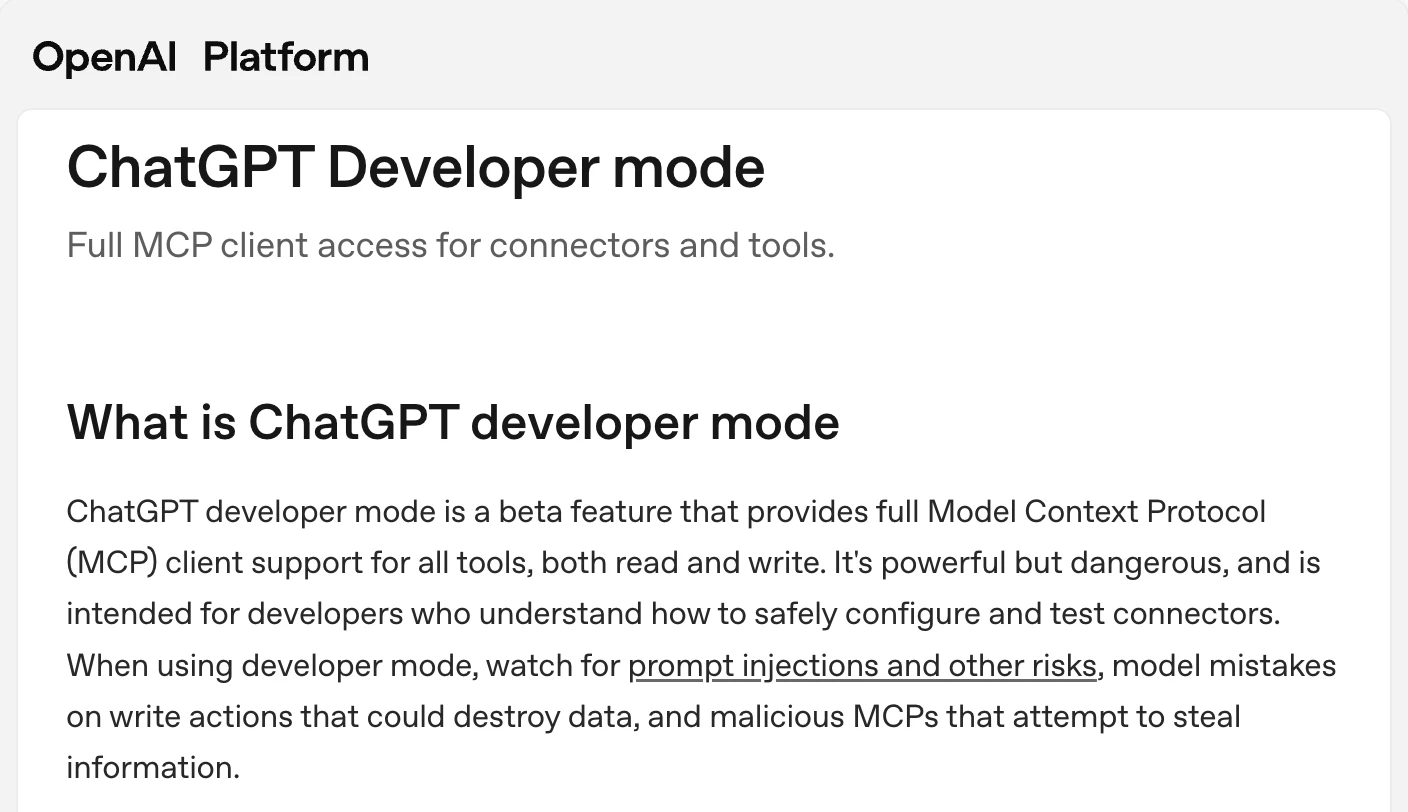 OpenAI Platform
ChatGPT Developer mode
Full MCP client access for connectors and tools.
What is ChatGPT developer mode
ChatGPT developer mode is a beta feature that provides full Model Context Protocol
(MCP) client support for all tools, both read and write. It's powerful but dangerous, and is
intended for developers who understand how to safely configure and test connectors.
When using developer mode, watch for prompt injections and other risks, model mistakes
on write actions that could destroy data, and malicious MCPs that attempt to steal
information.